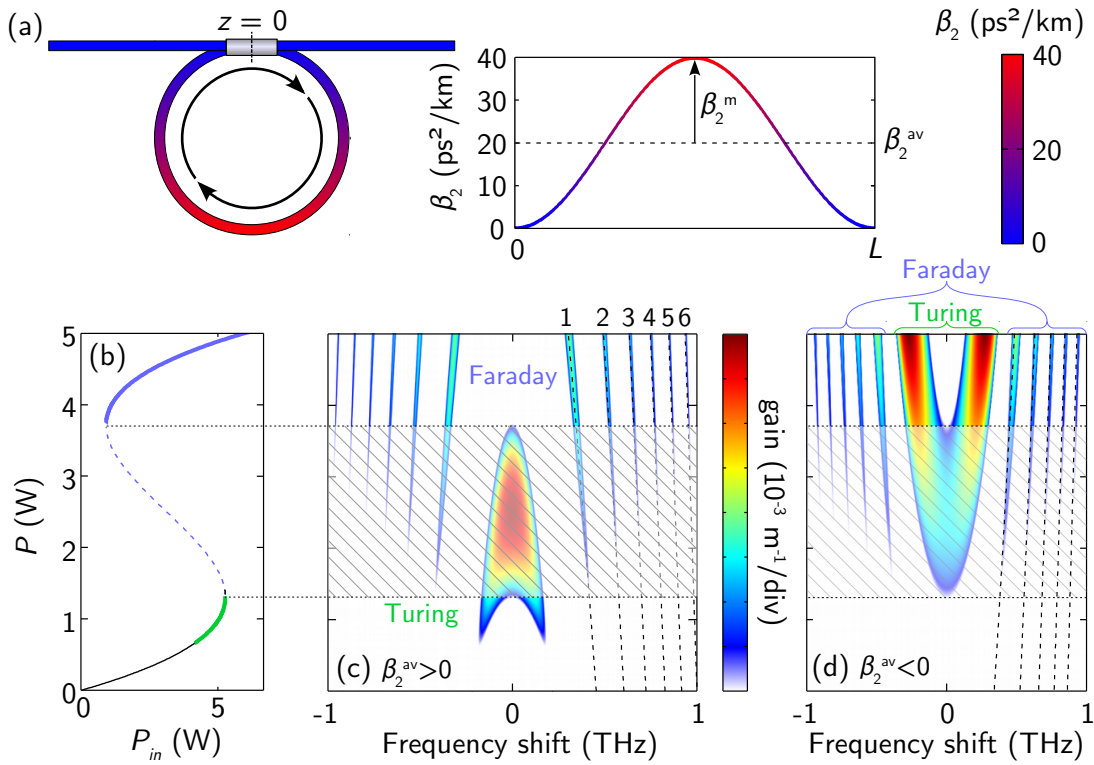 (a)
z = 0
β₂ (ps²/km)
40
30
20
10
0
0
L
β₂ᵐ
β₂ᵃᵛ
β₂ (ps²/km)
40
20
0
(b)
P (W)
5
4
3
2
1
0
0
5
P_in (W)
1 2 3 4 5 6
Faraday
Turing
(c) β₂ᵃᵛ>0
-1
0
1
Frequency shift (THz)
gain (10⁻³ m⁻¹/div)
Faraday
Turing
(d) β₂ᵃᵛ<0
-1
0
1
Frequency shift (THz)